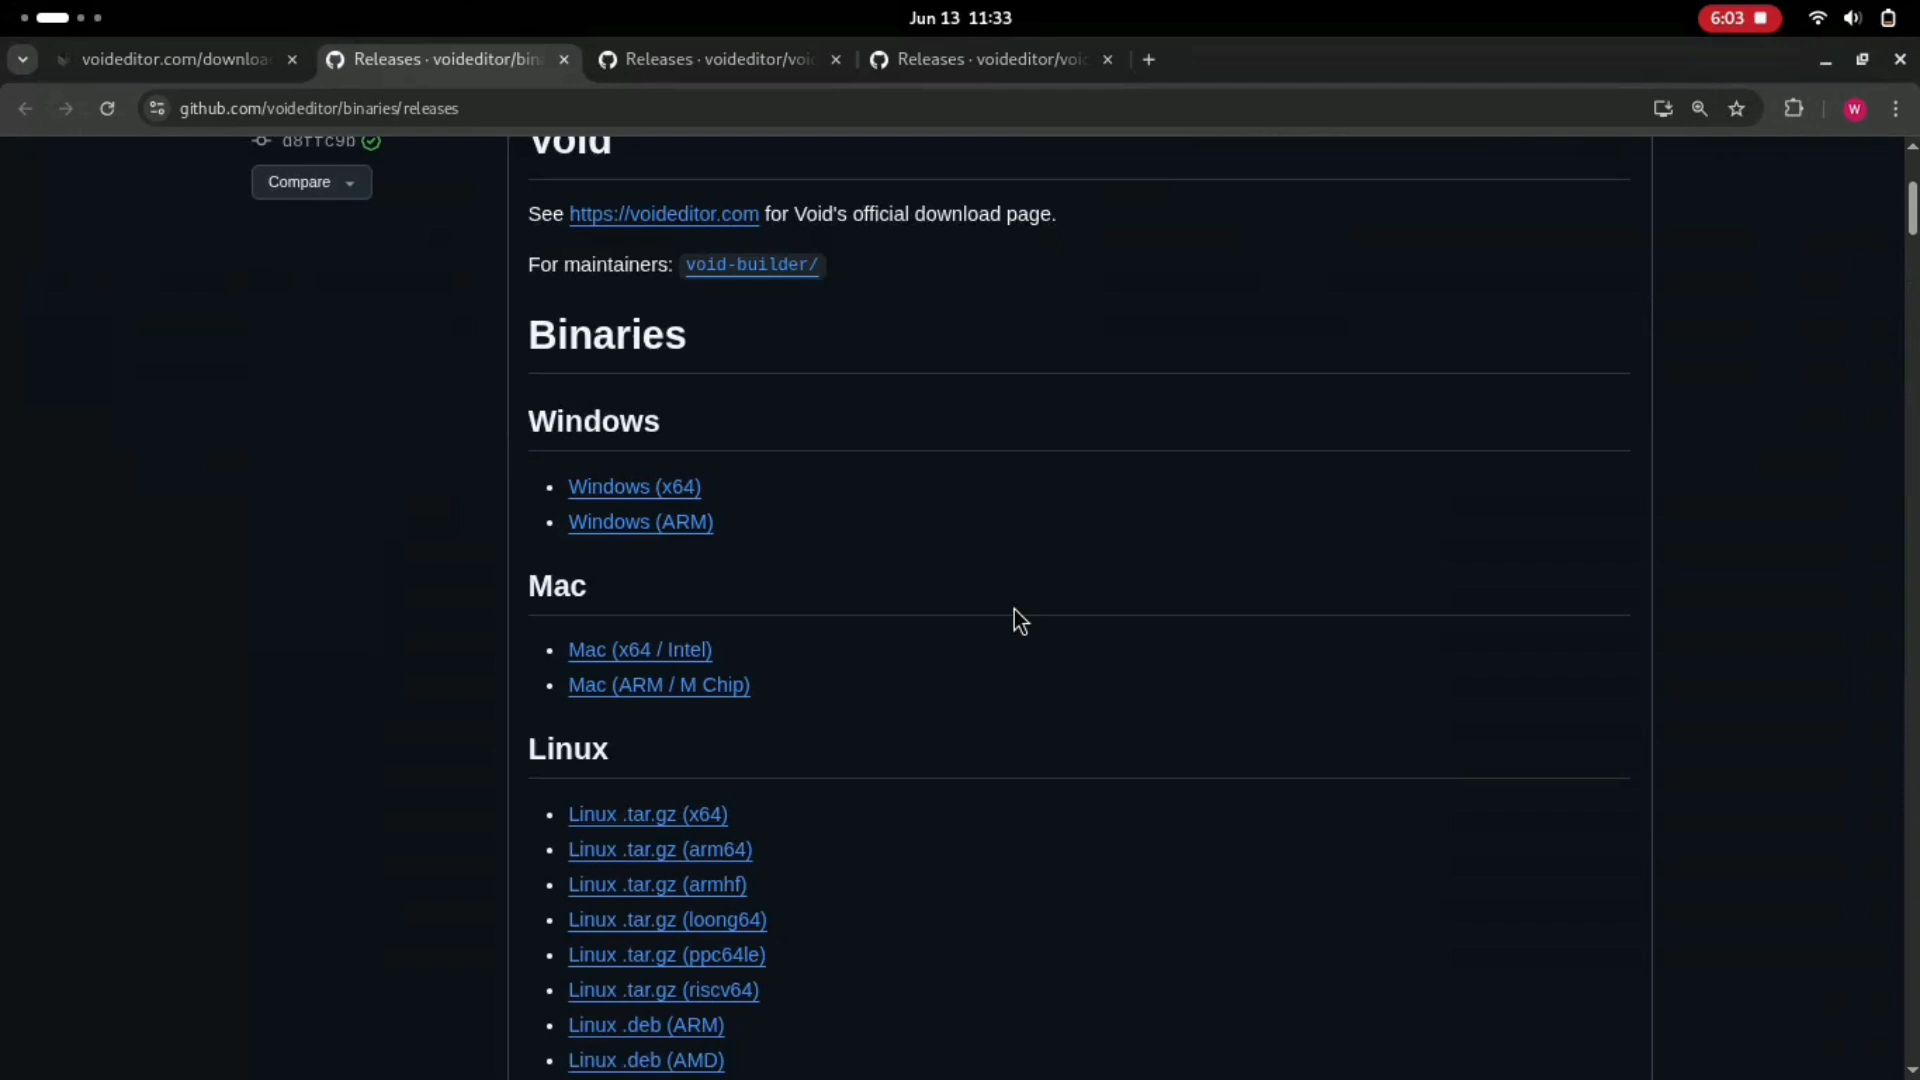 Jun 13 11:33
6:03
voideditor.com/downloa
Releases · voideditor/bin
Releases · voideditor/voi
Releases · voideditor/voi
github.com/voideditor/binaries/releases
W
d8ffc9b
Void
Compare
See https://voideditor.com for Void's official download page.
For maintainers: void-builder/
Binaries
Windows
Windows (x64)
Windows (ARM)
Mac
Mac (x64 / Intel)
Mac (ARM / M Chip)
Linux
Linux .tar.gz (x64)
Linux .tar.gz (arm64)
Linux .tar.gz (armhf)
Linux .tar.gz (loong64)
Linux .tar.gz (ppc64le)
Linux .tar.gz (riscv64)
Linux .deb (ARM)
Linux .deb (AMD)